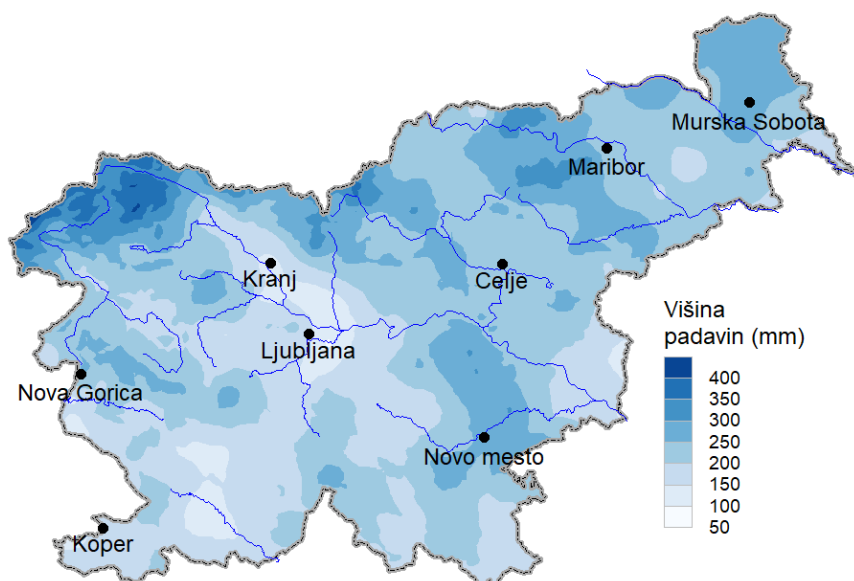 Murska Sobota
Maribor
Kranj
Celje
Ljubljana
Nova Gorica
Novo mesto
Koper
Višina
padavin (mm)
400
350
300
250
200
150
100
50